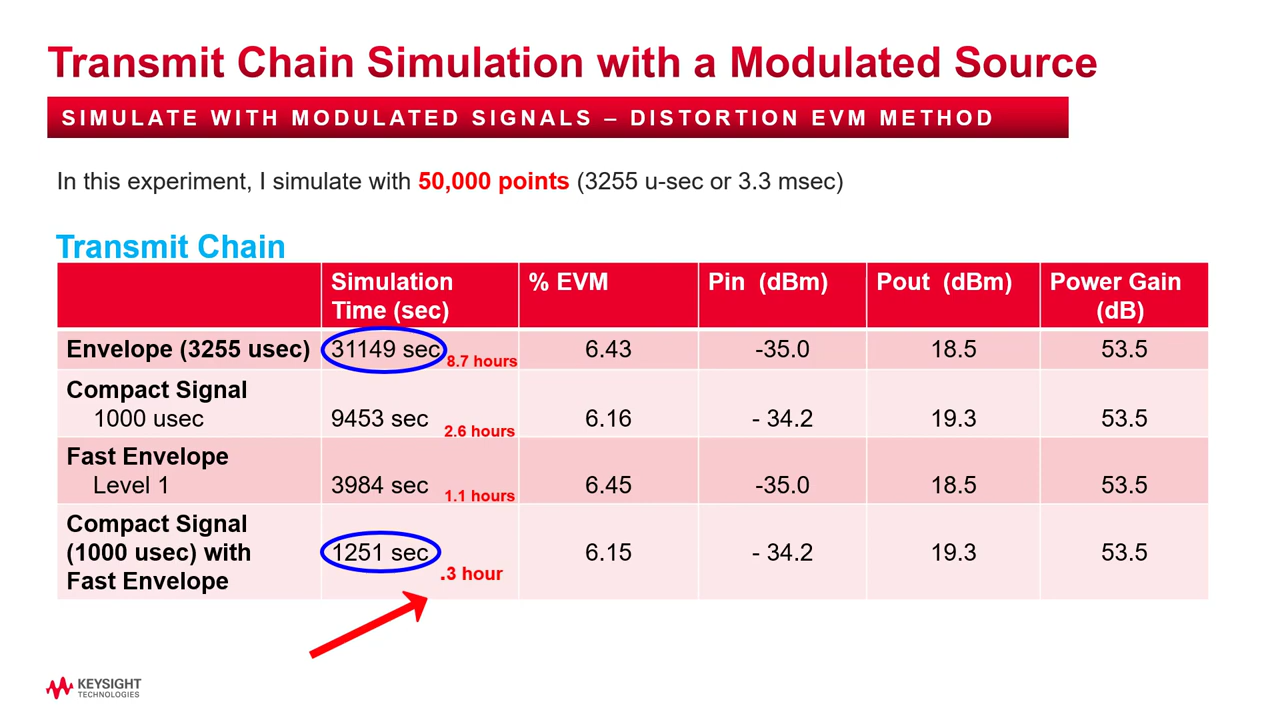 Transmit Chain Simulation with a Modulated Source
SIMULATE WITH MODULATED SIGNALS – DISTORTION EVM METHOD
In this experiment, I simulate with 50,000 points (3255 u-sec or 3.3 msec)
Transmit Chain
Simulation Time (sec) % EVM Pin (dBm) Pout (dBm) Power Gain (dB)
Envelope (3255 usec) 31149 sec 8.7 hours 6.43 -35.0 18.5 53.5
Compact Signal
1000 usec 9453 sec 2.6 hours 6.16 - 34.2 19.3 53.5
Fast Envelope
Level 1 3984 sec 1.1 hours 6.45 -35.0 18.5 53.5
Compact Signal
(1000 usec) with 1251 sec .3 hour 6.15 - 34.2 19.3 53.5
Fast Envelope
KEYSIGHT
TECHNOLOGIES